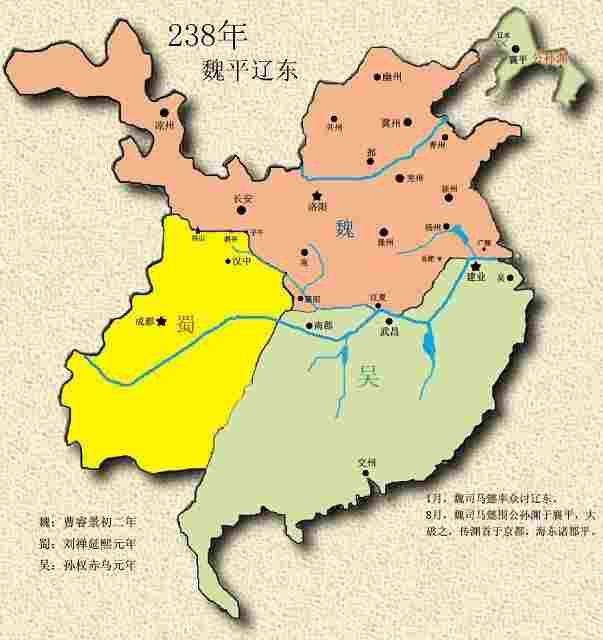 238年
魏平辽东
辽水
襄平
公孙渊
幽州
凉州
冀州
青州
邺
兖州
徐州
长安
洛阳
魏
豫州
扬州
广陵
合肥
建业
吴
祁山
子午
汉中
宛
襄阳
江夏
成都
蜀
南郡
武昌
吴
交州
魏：曹睿景初二年
蜀：刘禅延熙元年
吴：孙权赤乌元年
1月，魏司马懿率众讨辽东。
8月，魏司马懿围公孙渊于襄平，大
破之，传渊首于京都，海东诸郡平。